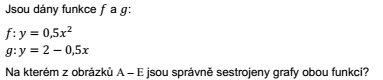 Jsou dány funkce f a g:
f: y = 0,5x²
g: y = 2 – 0,5x
Na kterém z obrázků A – E jsou správně sestrojeny grafy obou funkcí?